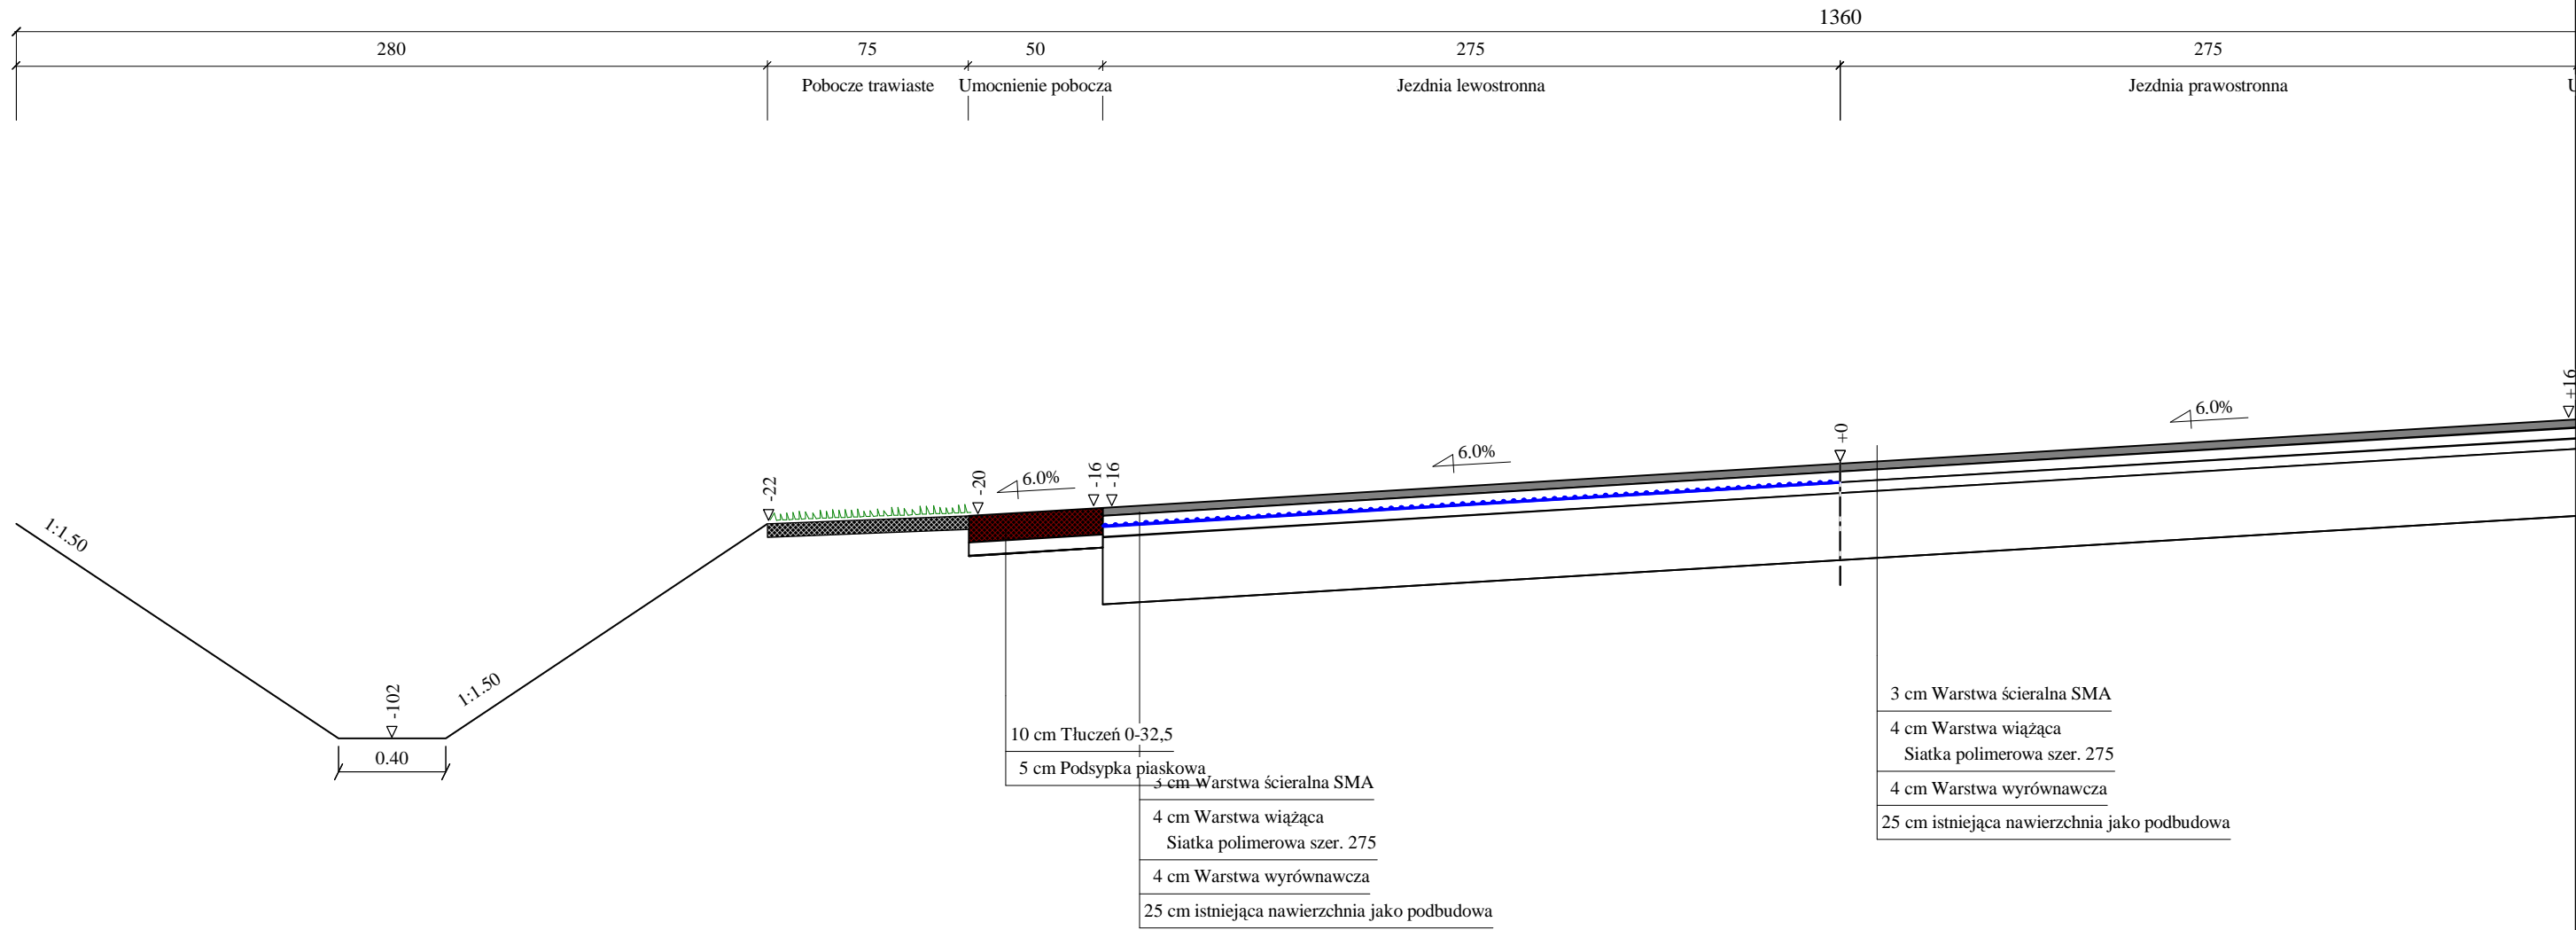 1360
280 75 50 275 275
Pobocze trawiaste Umocnienie pobocza Jezdnia lewostronna Jezdnia prawostronna
+16
6.0%
+0
6.0%
-16 -16
6.0%
-20
-22
1:1.50
1:1.50
-102
0.40
10 cm Tłuczeń 0-32,5
5 cm Podsypka piaskowa
3 cm Warstwa ścieralna SMA
4 cm Warstwa wiążąca
Siatka polimerowa szer. 275
4 cm Warstwa wyrównawcza
25 cm istniejąca nawierzchnia jako podbudowa
3 cm Warstwa ścieralna SMA
4 cm Warstwa wiążąca
Siatka polimerowa szer. 275
4 cm Warstwa wyrównawcza
25 cm istniejąca nawierzchnia jako podbudowa